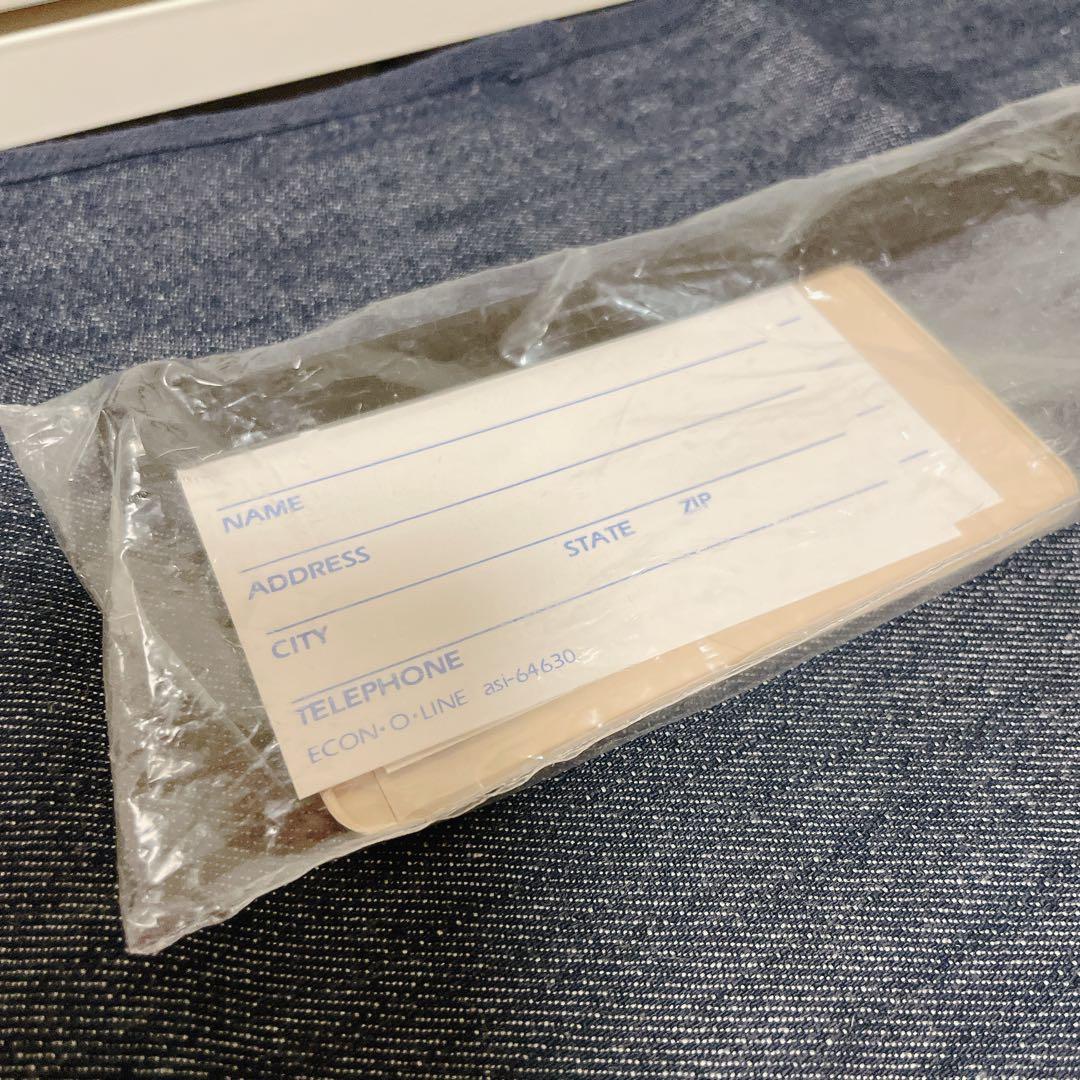 NAME
ADDRESS
CITY STATE ZIP
TELEPHONE
ECON·O·LINE asi-64630